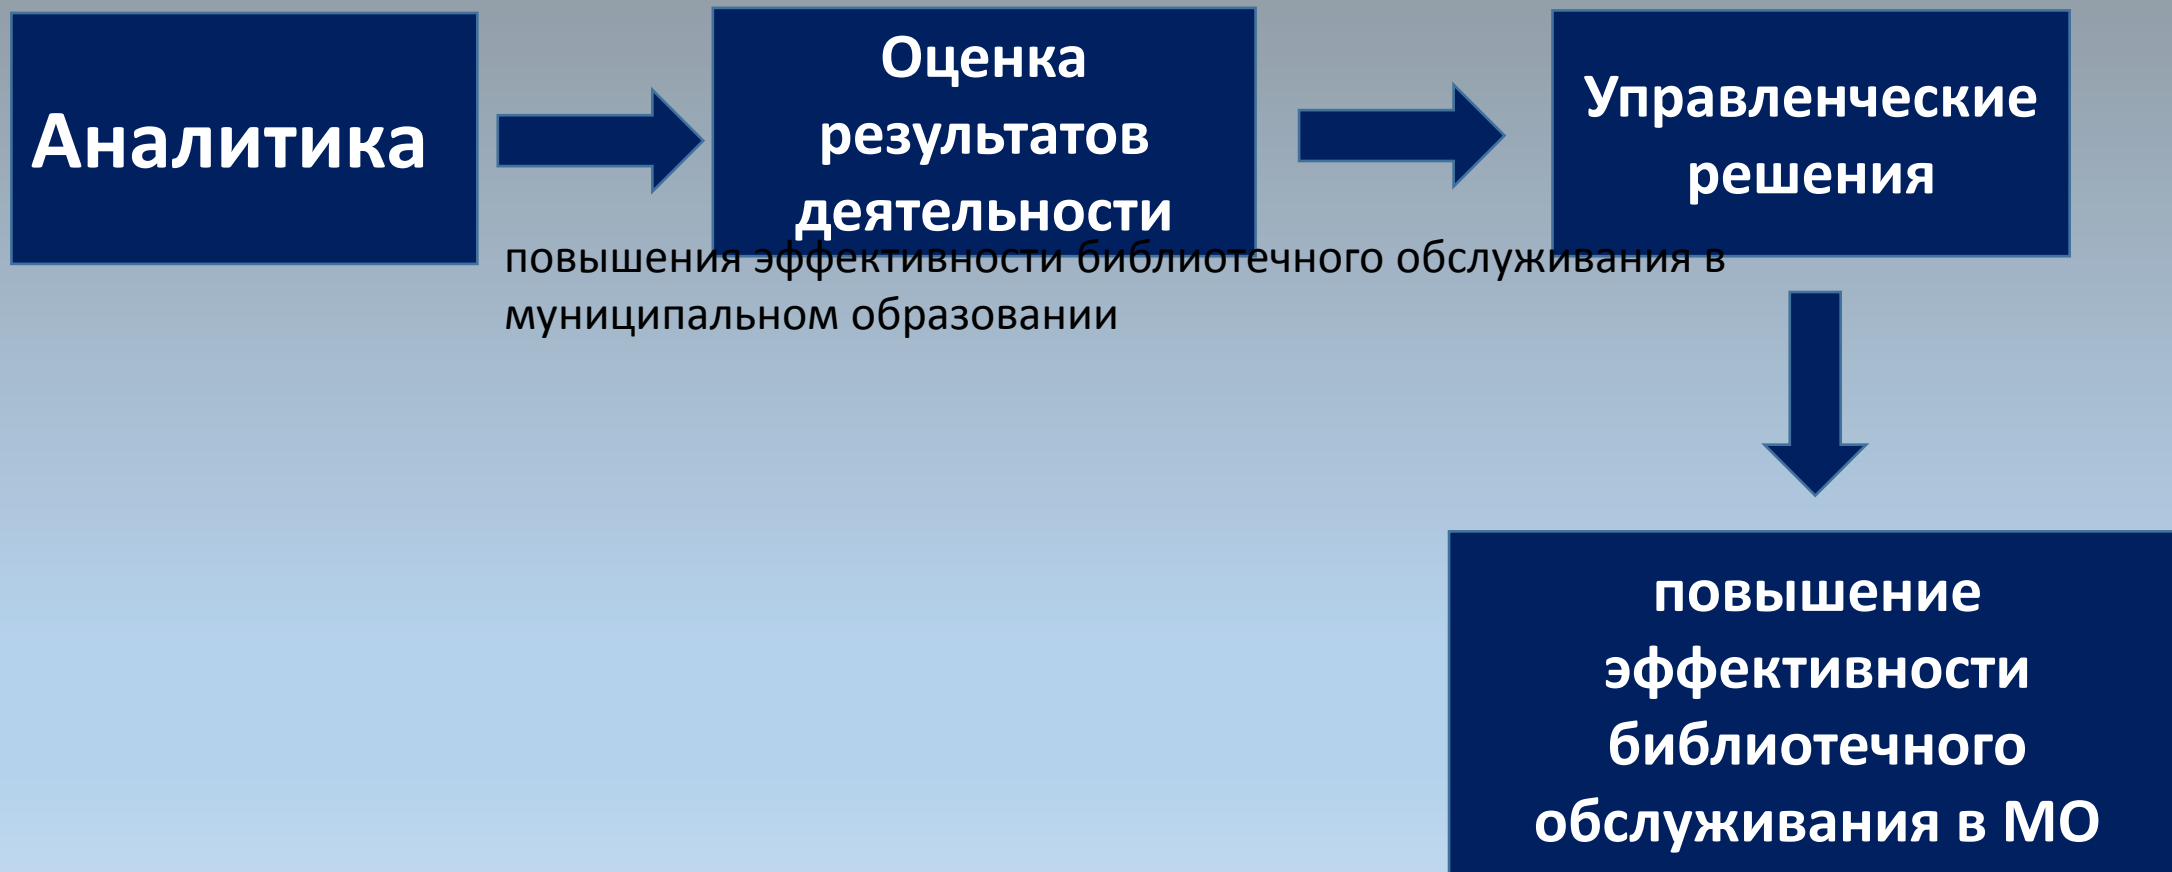 Аналитика
Оценка
результатов
деятельности
Управленческие
решения
повышения эффективности библиотечного обслуживания в
муниципальном образовании
повышение
эффективности
библиотечного
обслуживания в МО